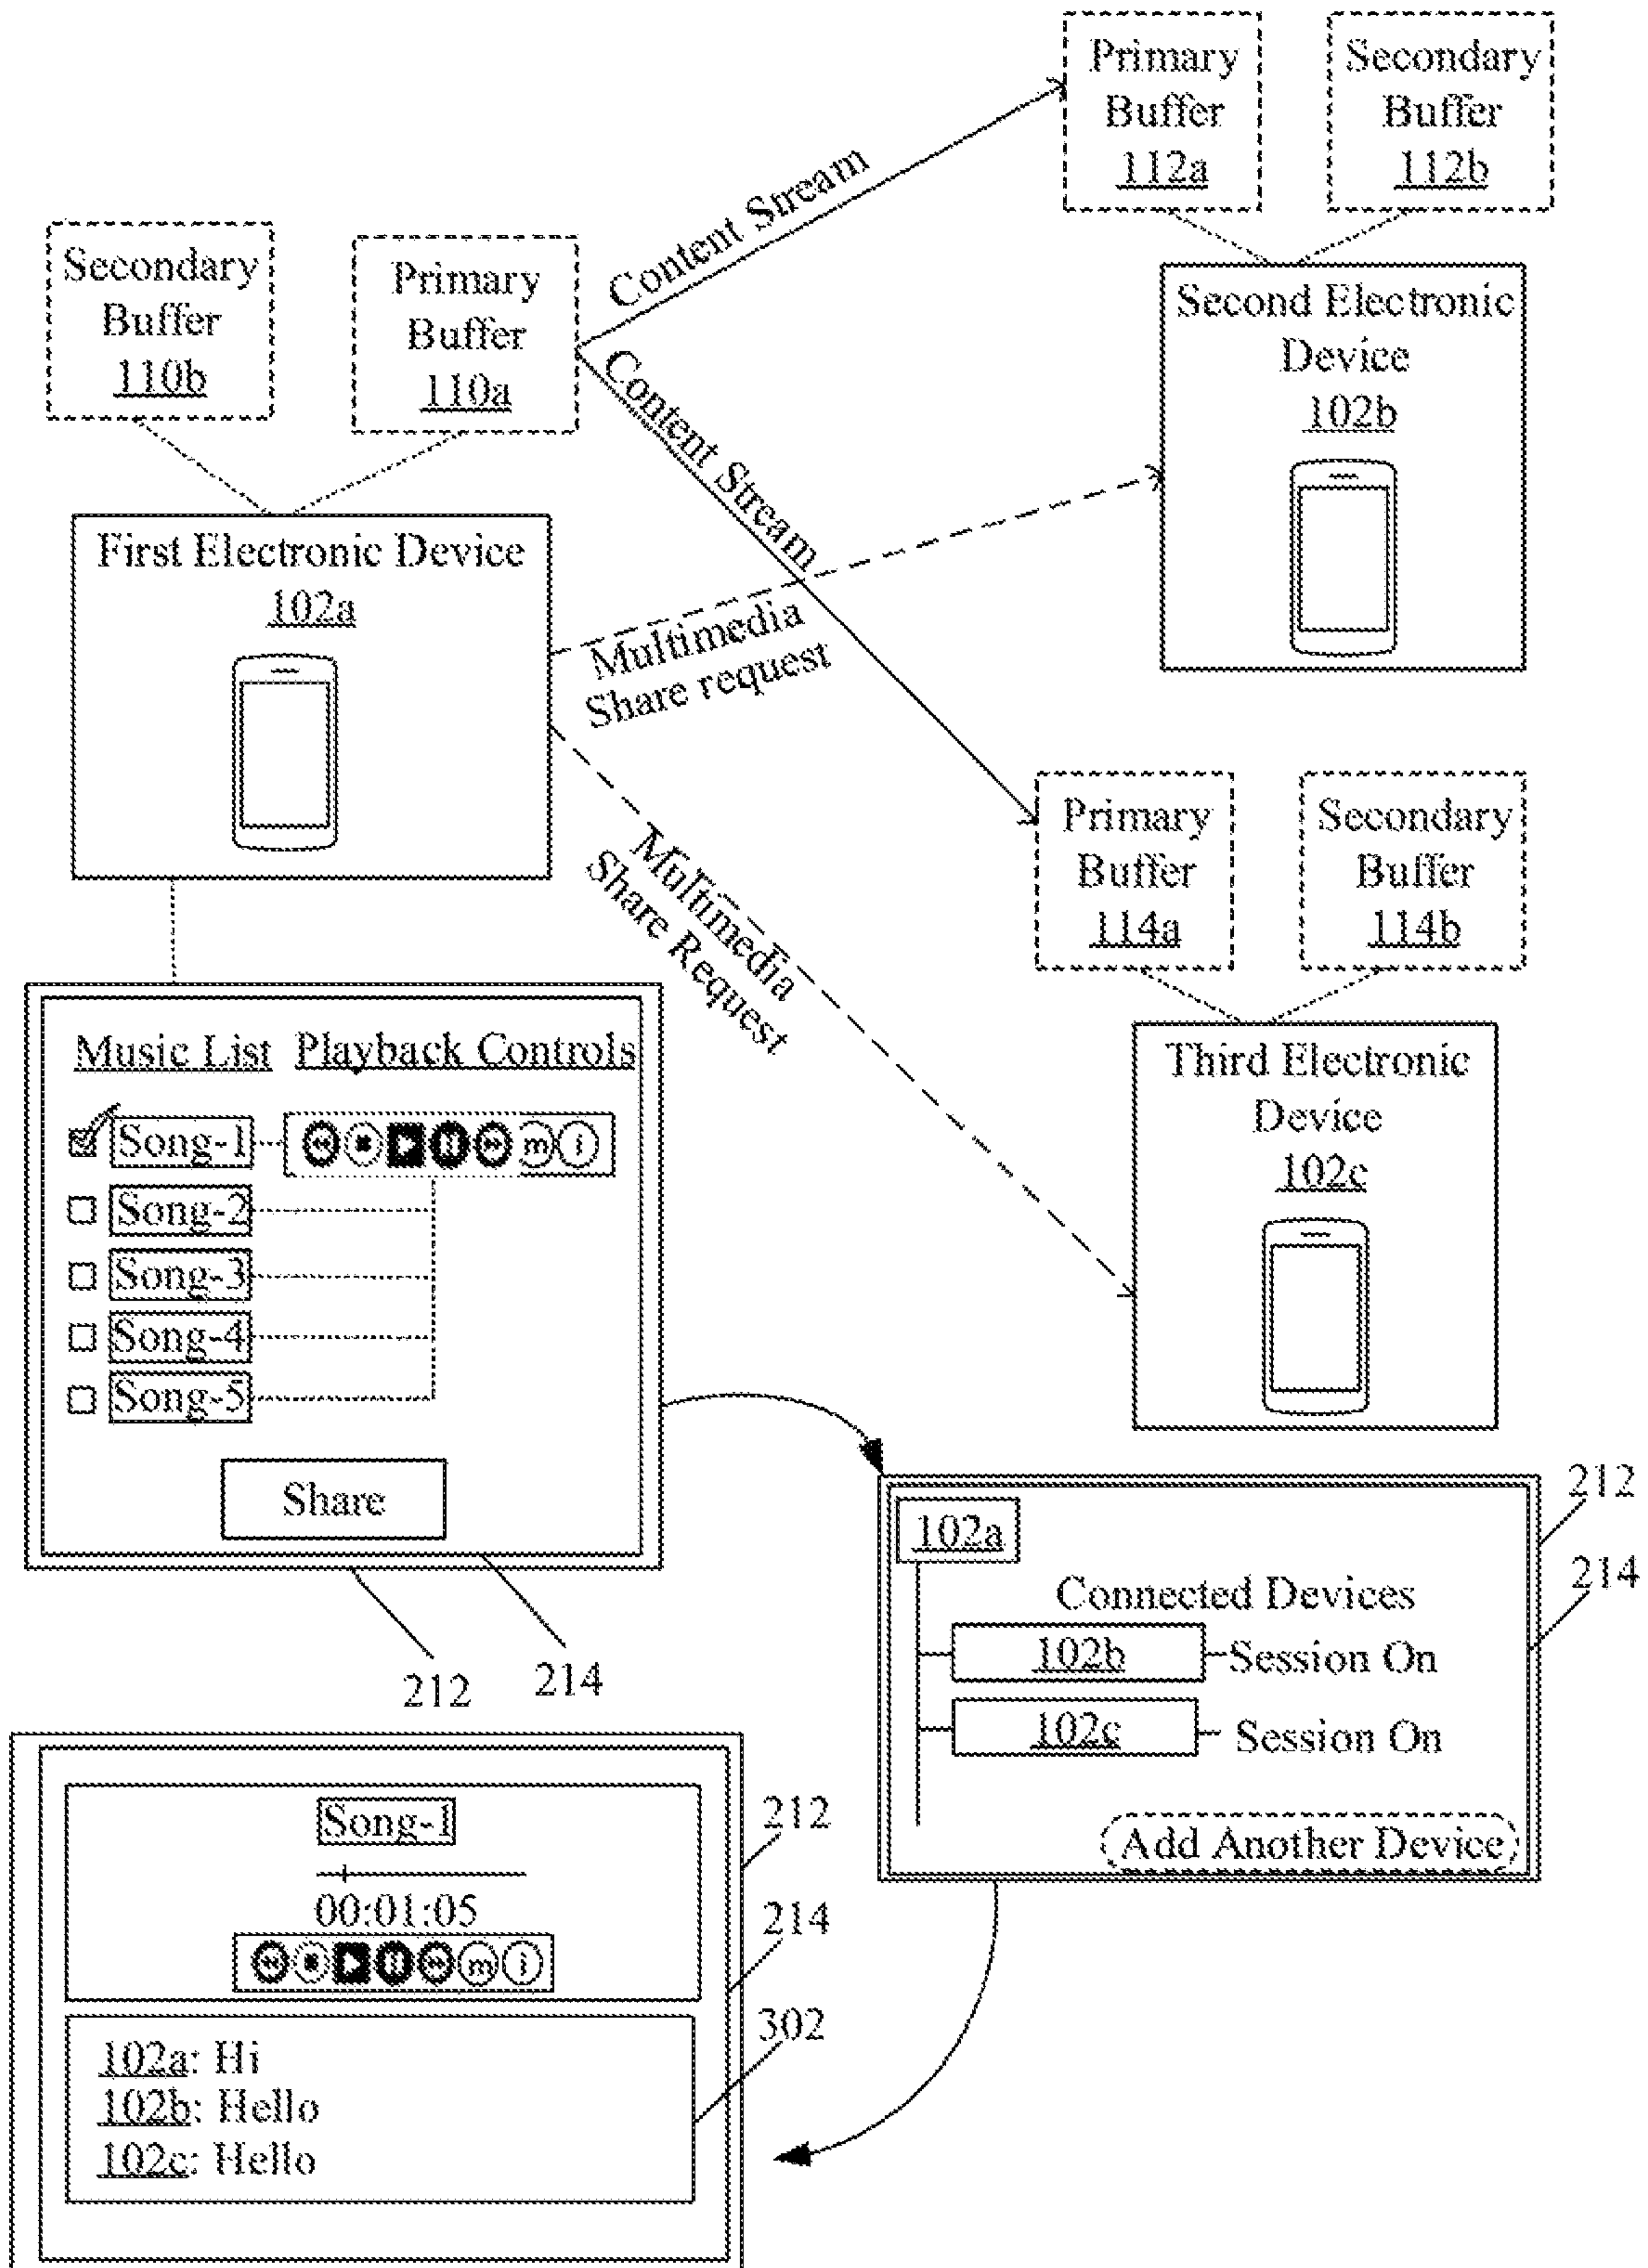 Primary
Buffer
112a
Secondary
Buffer
112b
Content Stream
Secondary
Buffer
110b
Primary
Buffer
110a
Second Electronic
Device
102b
Content Stream
First Electronic Device
102a
Multimedia
Share request
Primary
Buffer
114a
Secondary
Buffer
114b
Multimedia
Share Request
Third Electronic
Device
102c
Music List Playback Controls
Song-1 m i
Song-2
Song-3
Song-4
Song-5
Share
212
214
102a
Connected Devices
102b Session On
102c Session On
Add Another Device
212
214
Song-1
00:01:05
m i
212
214
302
102a: Hi
102b: Hello
102c: Hello